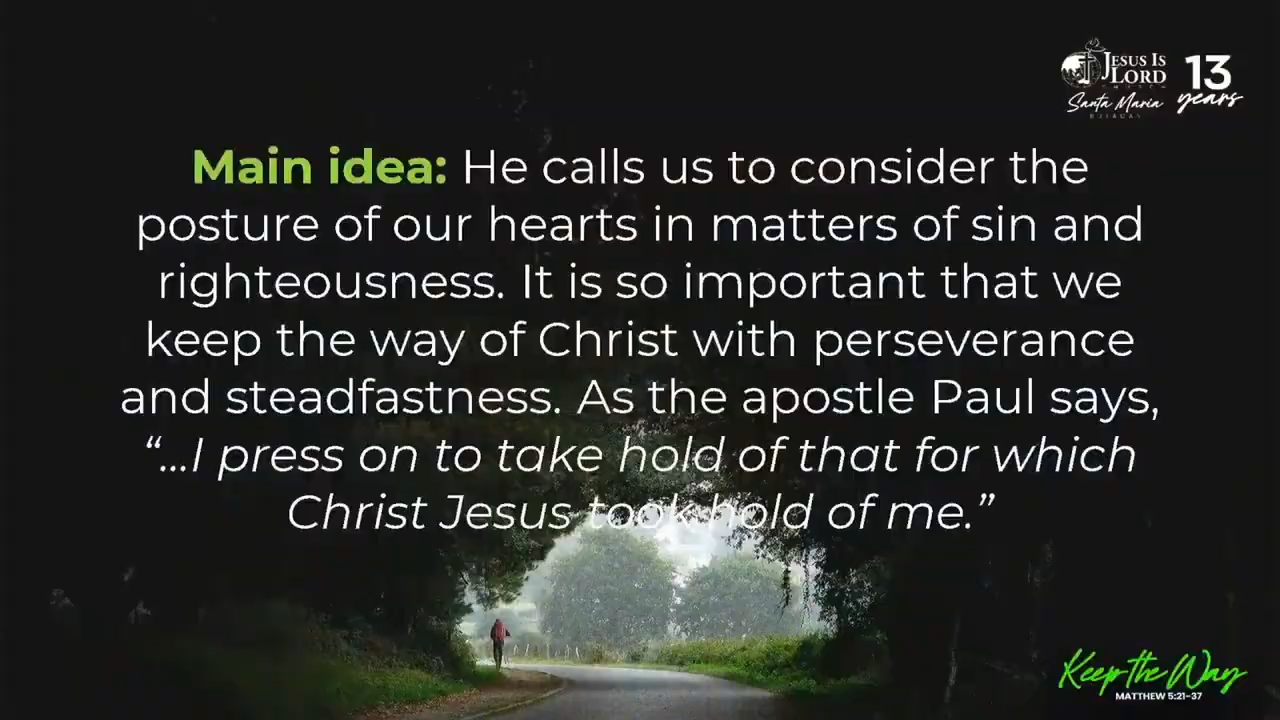 JESUS IS
LORD
CHURCH
Santa Maria
BULACAN
13
years
Main idea: He calls us to consider the
posture of our hearts in matters of sin and
righteousness. It is so important that we
keep the way of Christ with perseverance
and steadfastness. As the apostle Paul says,
“...I press on to take hold of that for which
Christ Jesus took hold of me.”
Keep the Way
MATTHEW 5:21-37